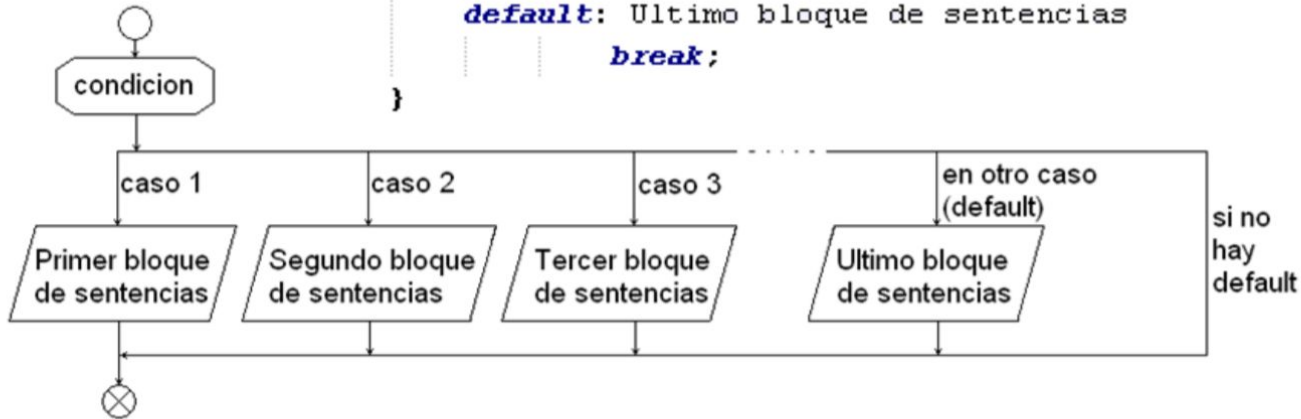 default: Ultimo bloque de sentencias
break;
}
condicion
caso 1
caso 2
caso 3
en otro caso
(default)
si no
hay
default
Primer bloque
de sentencias
Segundo bloque
de sentencias
Tercer bloque
de sentencias
Ultimo bloque
de sentencias